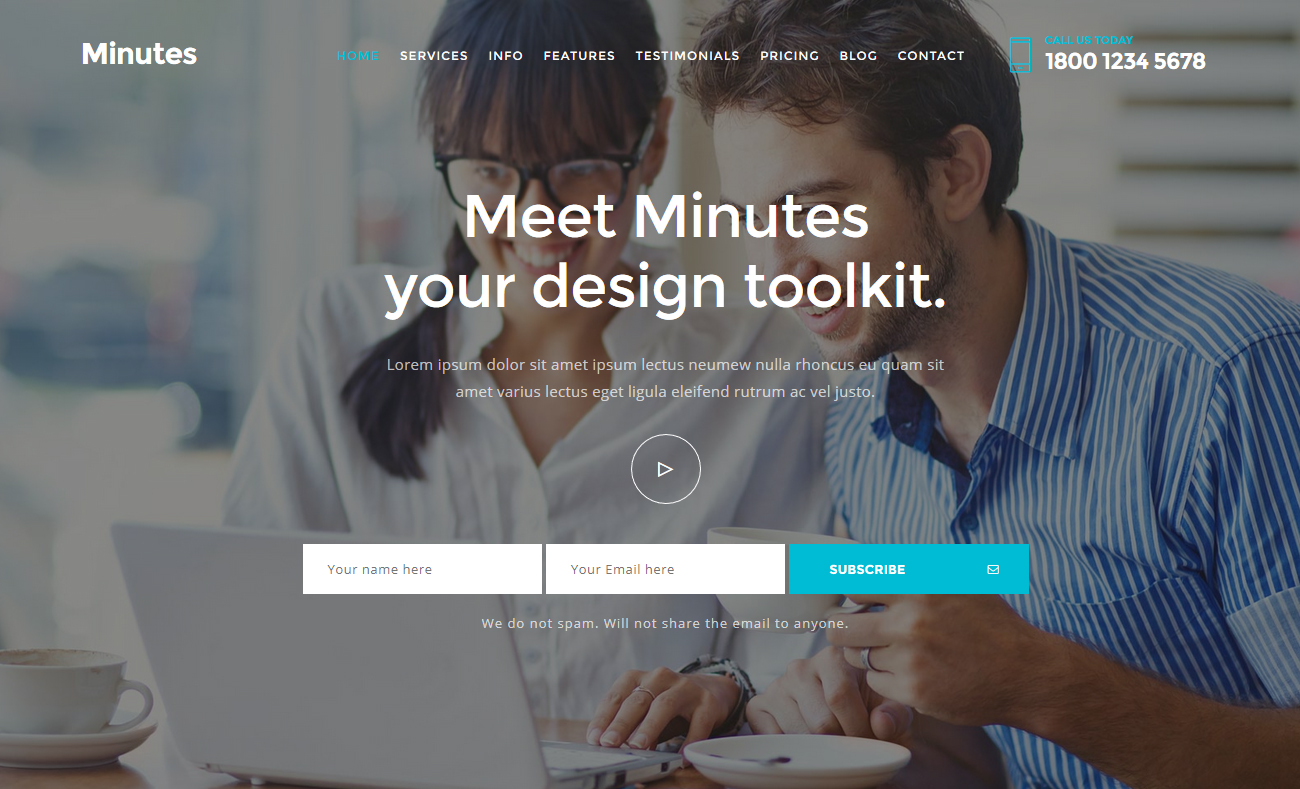 Minutes
HOME SERVICES INFO FEATURES TESTIMONIALS PRICING BLOG CONTACT
CALL US TODAY
1800 1234 5678
Meet Minutes
your design toolkit.
Lorem ipsum dolor sit amet ipsum lectus neumew nulla rhoncus eu quam sit
amet varius lectus eget ligula eleifend rutrum ac vel justo.
Your name here
Your Email here
SUBSCRIBE
We do not spam. Will not share the email to anyone.